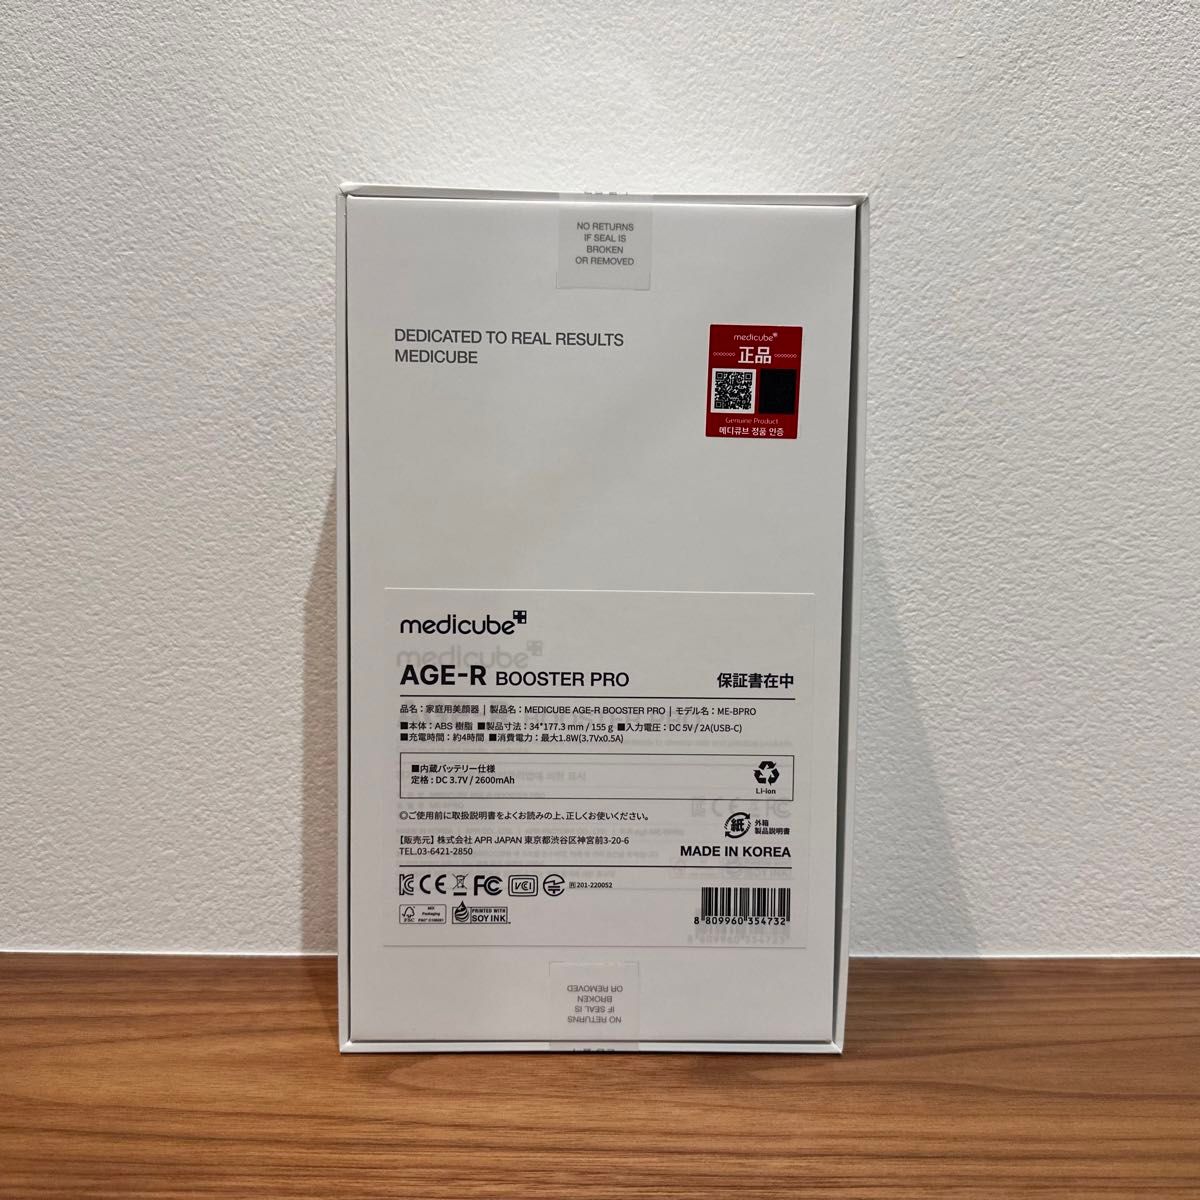 NO RETURNS
IF SEAL IS
BROKEN
OR REMOVED
DEDICATED TO REAL RESULTS
MEDICUBE
medicube
正品
Genuine Product
메디큐브 정품 인증
medicube
AGE-R BOOSTER PRO
保証書在中
品名：家庭用美顔器 | 製品名：MEDICUBE AGE-R BOOSTER PRO | モデル名：ME-BPRO
■本体：ABS 樹脂 ■製品寸法：34*177.3 mm / 155 g ■入力電圧：DC 5V / 2A(USB-C)
■充電時間：約4時間 ■消費電力：最大1.8W(3.7Vx0.5A)
■内蔵バッテリー仕様
定格 : DC 3.7V / 2600mAh
Li-ion
◎ご使用前に取扱説明書をよくお読みの上、正しくお使いください。
紙
外箱
製品説明書
【販売元】株式会社 APR JAPAN 東京都渋谷区神宮前3-20-6
TEL.03-6421-2850
MADE IN KOREA
CE FC VCCI R 201-220052
FSC
MIX
Packaging
PRINTED WITH
SOY INK
8 809960 354732
NO RETURNS
IF SEAL IS
BROKEN
OR REMOVED